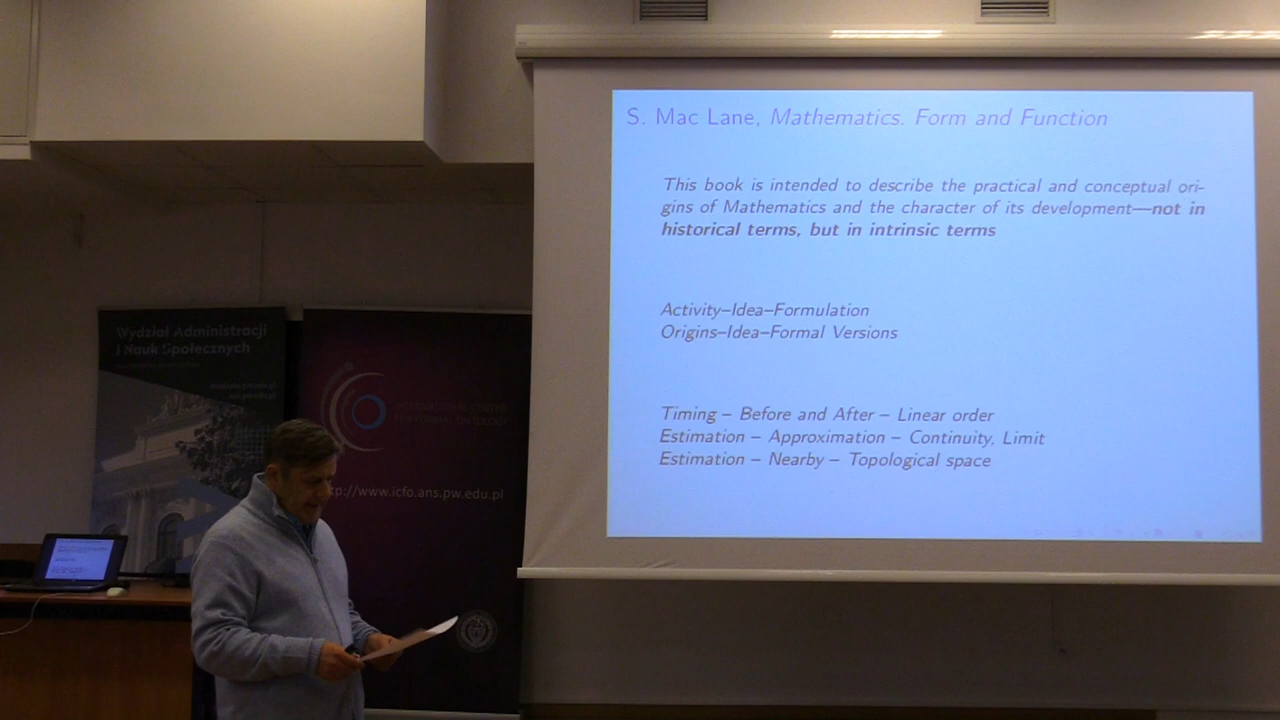 S. Mac Lane, Mathematics. Form and Function
This book is intended to describe the practical and conceptual ori-
gins of Mathematics and the character of its development—not in
historical terms, but in intrinsic terms
Activity–Idea–Formulation
Origins–Idea–Formal Versions
Timing – Before and After – Linear order
Estimation – Approximation – Continuity, Limit
Estimation – Nearby – Topological space
Wydział Administracji
i Nauk Społecznych
INTERNATIONAL CENTER
FOR FORMAL ONTOLOGY
tp://www.icfo.ans.pw.edu.pl